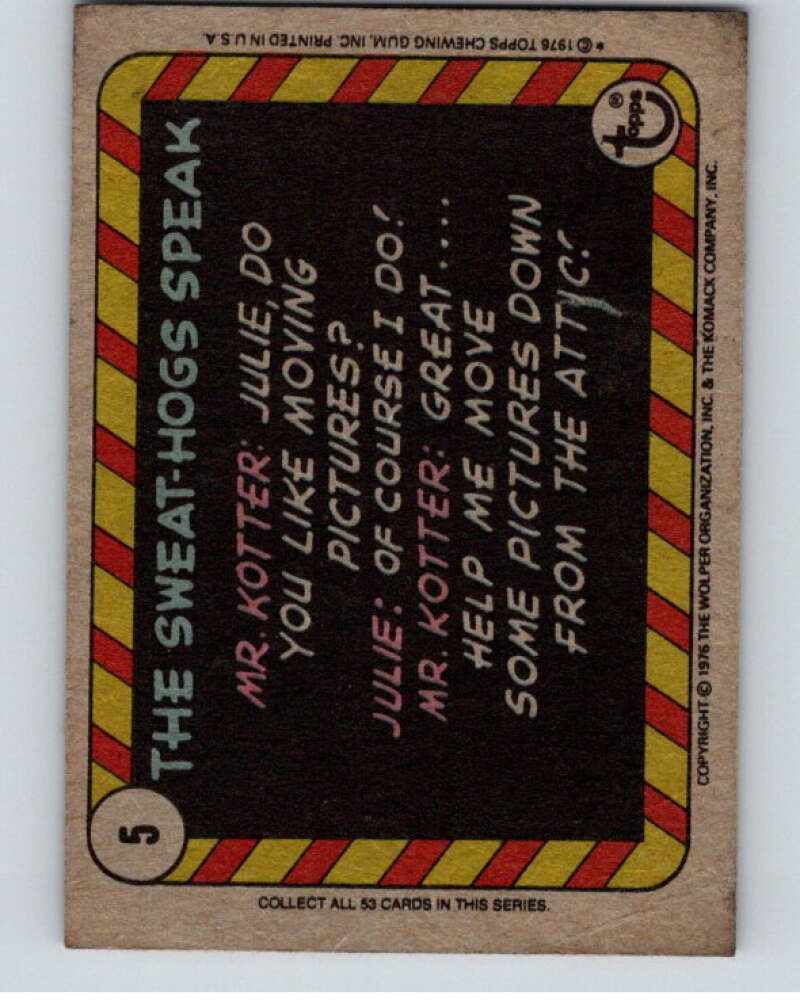 5
THE SWEAT-HOGS SPEAK
topps®
MR. KOTTER: JULIE, DO
YOU LIKE MOVING
PICTURES?
JULIE: OF COURSE I DO!
MR. KOTTER: GREAT....
HELP ME MOVE
SOME PICTURES DOWN
FROM THE ATTIC!
COPYRIGHT © 1976 THE WOLPER ORGANIZATION, INC. & THE KOMACK COMPANY, INC.
COLLECT ALL 53 CARDS IN THIS SERIES.
*© 1976 TOPPS CHEWING GUM, INC. PRINTED IN U.S.A.